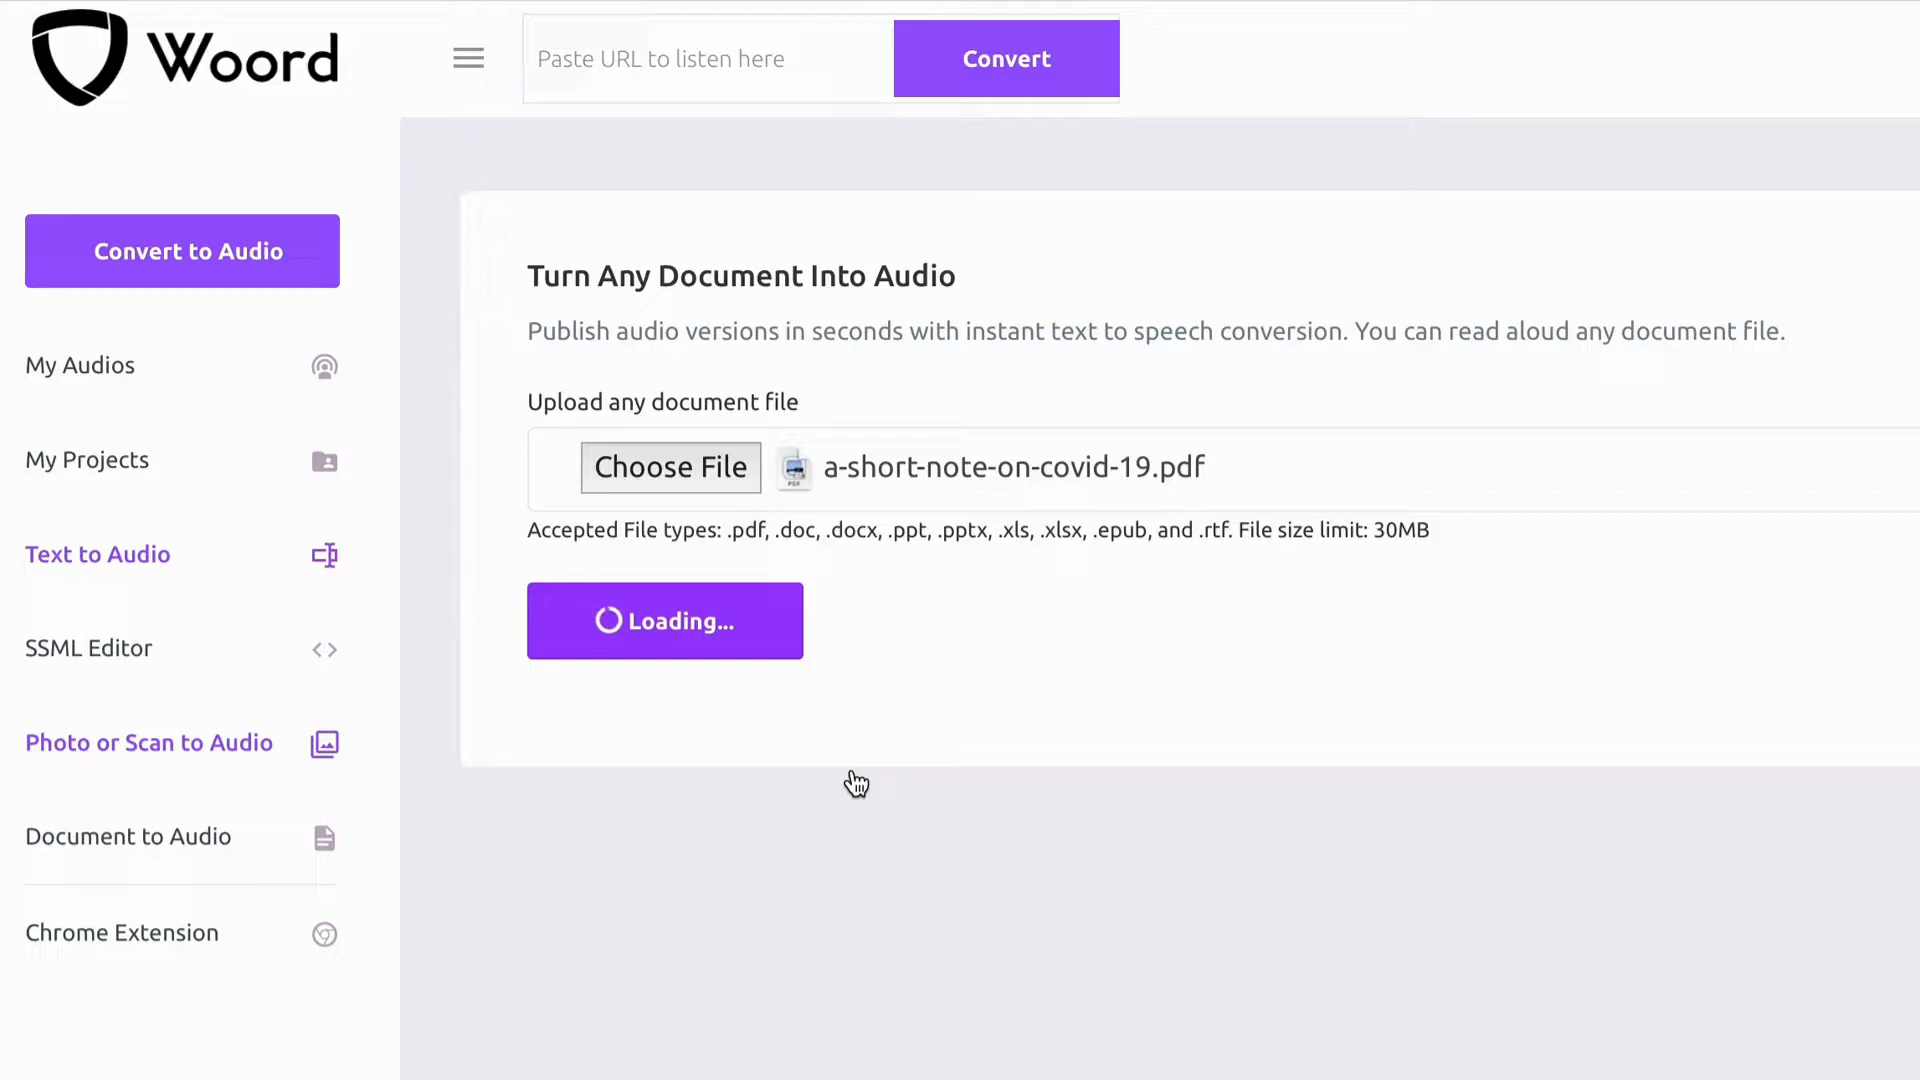 Woord
Paste URL to listen here
Convert
Convert to Audio
My Audios
My Projects
Text to Audio
SSML Editor
Photo or Scan to Audio
Document to Audio
Chrome Extension
Turn Any Document Into Audio
Publish audio versions in seconds with instant text to speech conversion. You can read aloud any document file.
Upload any document file
Choose File PDF a-short-note-on-covid-19.pdf
Accepted File types: .pdf, .doc, .docx, .ppt, .pptx, .xls, .xlsx, .epub, and .rtf. File size limit: 30MB
Loading...